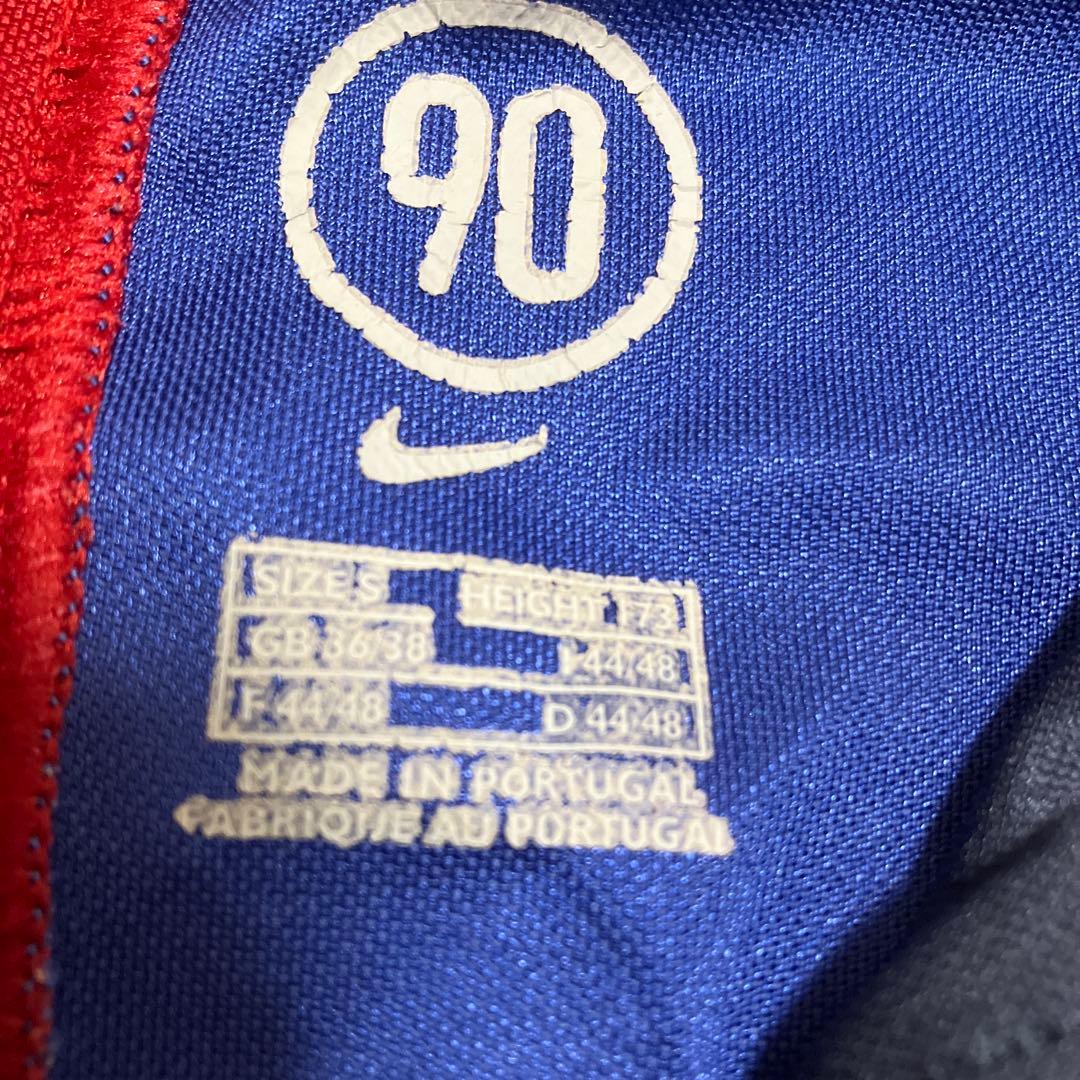 90
SIZE S HEIGHT 173
GB 36/38 I 44/48
F 44/48 D 44/48
MADE IN PORTUGAL
FABRIQUE AU PORTUGAL